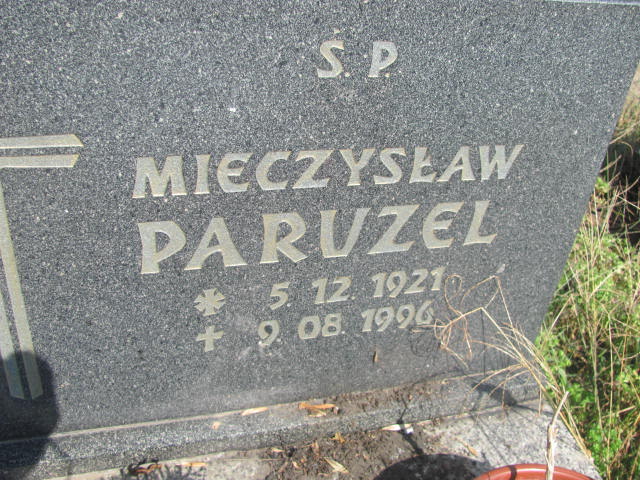 Ś. P.
MIECZYSŁAW
PARUZEL
* 5. 12. 1921
+ 9. 08. 1996